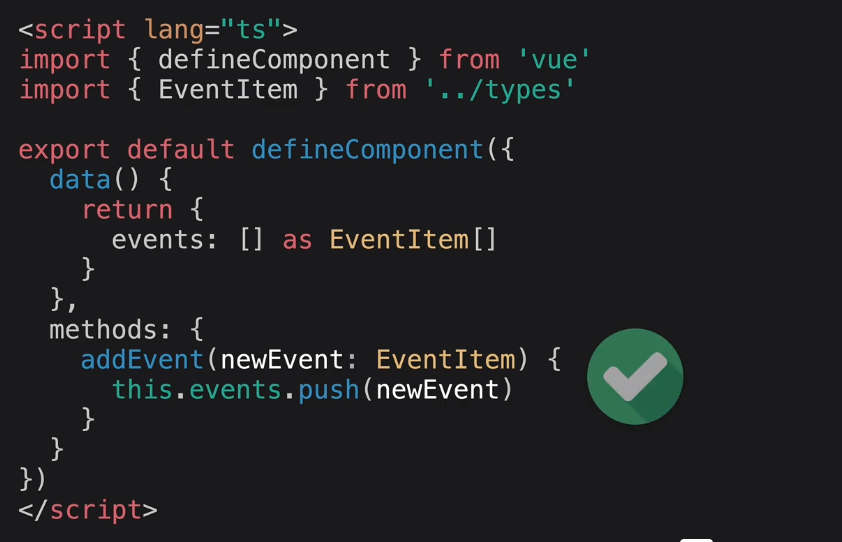 <script lang="ts">
import { defineComponent } from 'vue'
import { EventItem } from '../types'

export default defineComponent({
  data() {
    return {
      events: [] as EventItem[]
    }
  },
  methods: {
    addEvent(newEvent: EventItem) {
      this.events.push(newEvent)
    }
  }
})
</script>